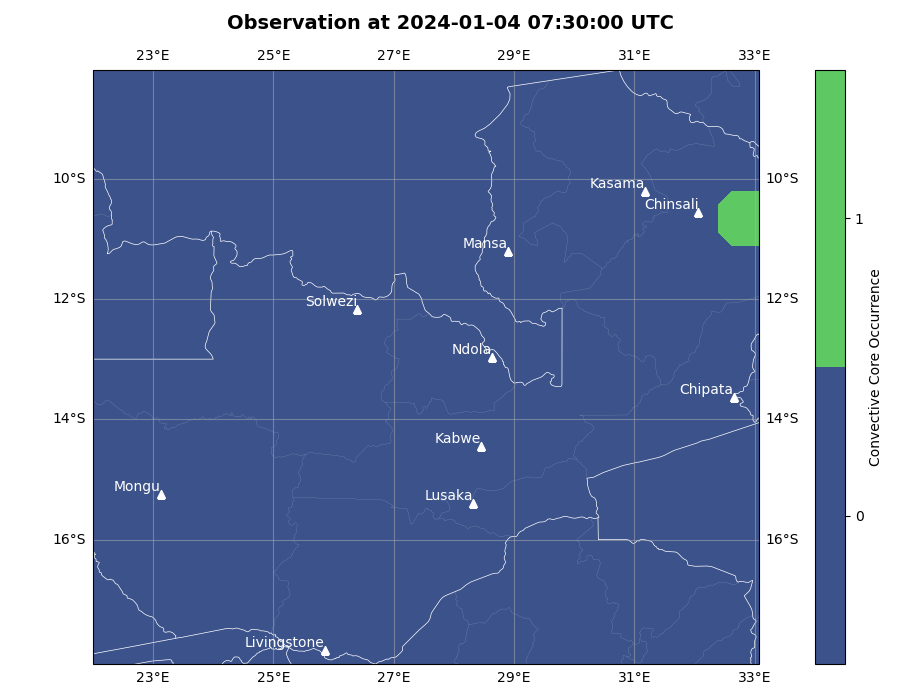 Observation at 2024-01-04 07:30:00 UTC
23°E 25°E 27°E 29°E 31°E 33°E
10°S 10°S
Kasama
Chinsali
1
Mansa
12°S 12°S
Solwezi
Ndola
Chipata
14°S 14°S
Kabwe
Mongu
Lusaka
0
16°S 16°S
Livingstone
23°E 25°E 27°E 29°E 31°E 33°E
Convective Core Occurrence